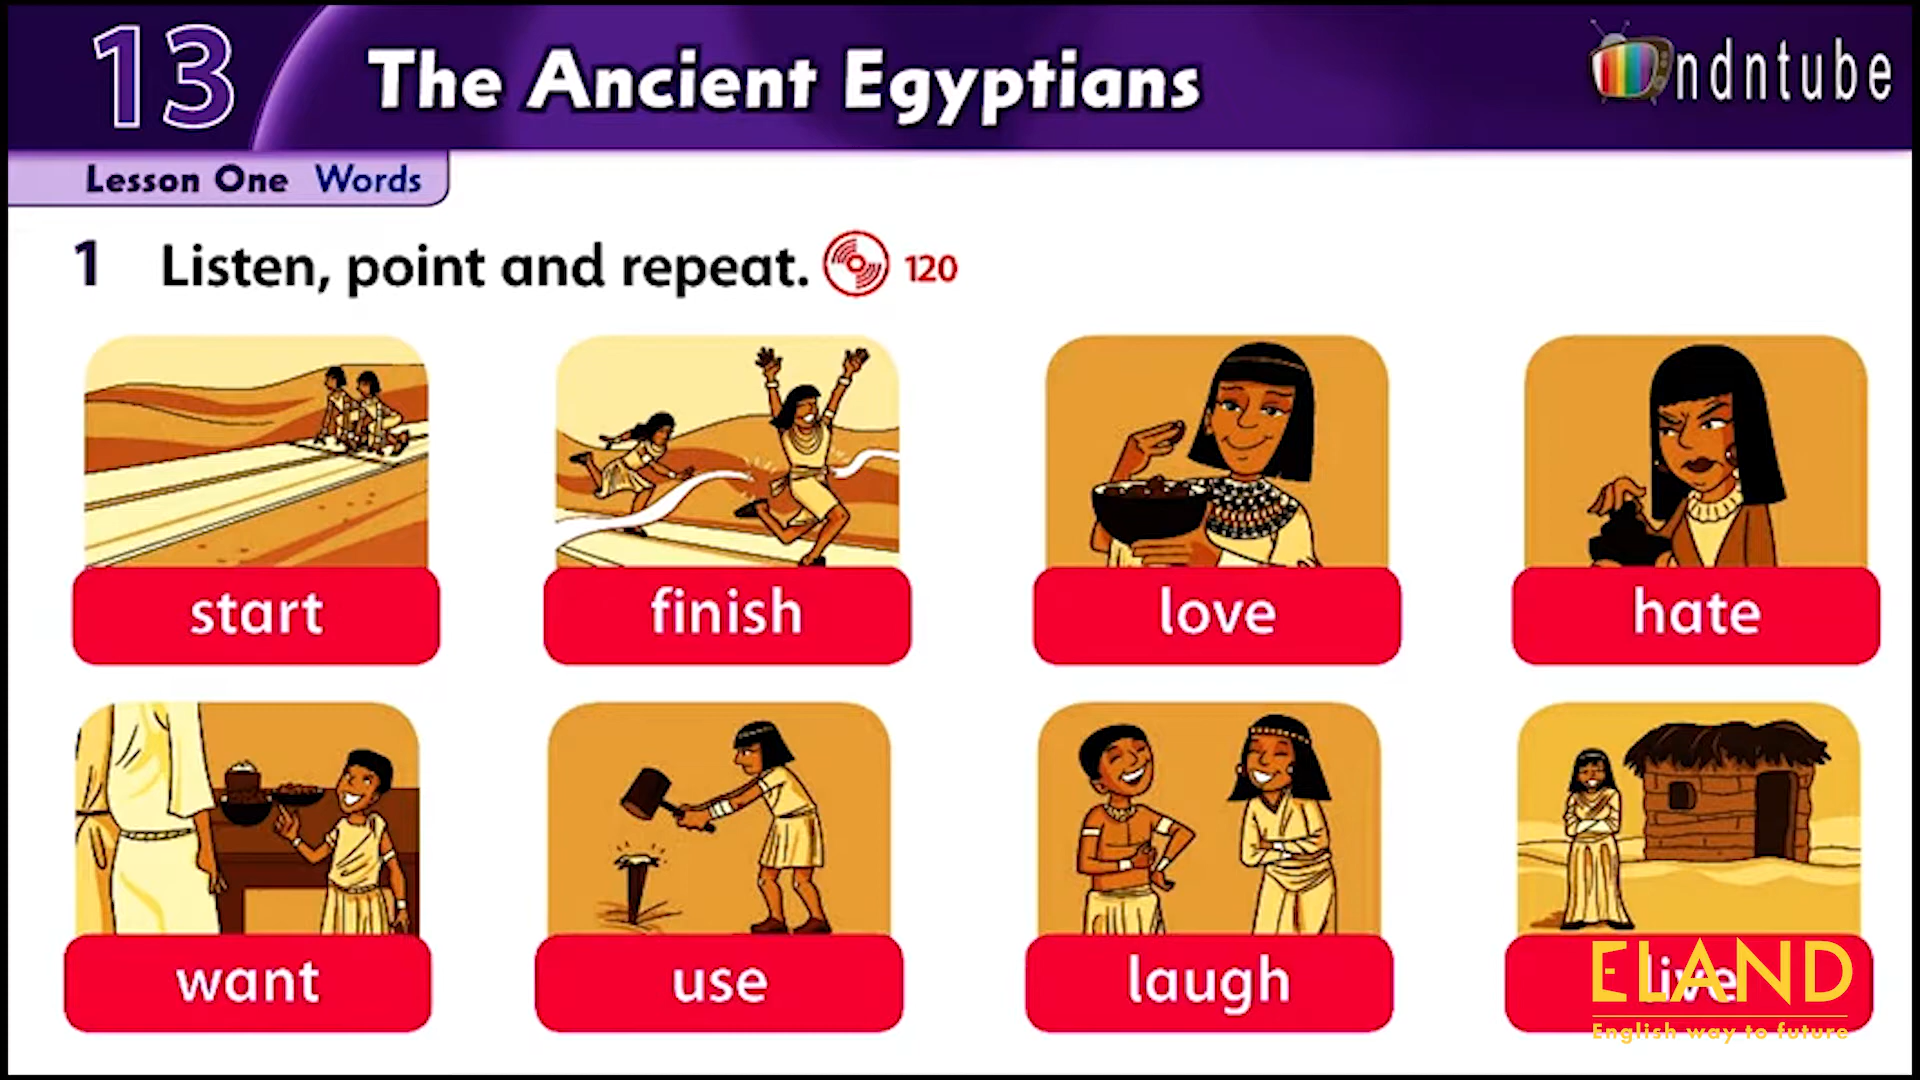 13 The Ancient Egyptians
ndntube
Lesson One Words
1 Listen, point and repeat. 120
start finish love hate
want use laugh live
ELAND
English way to future